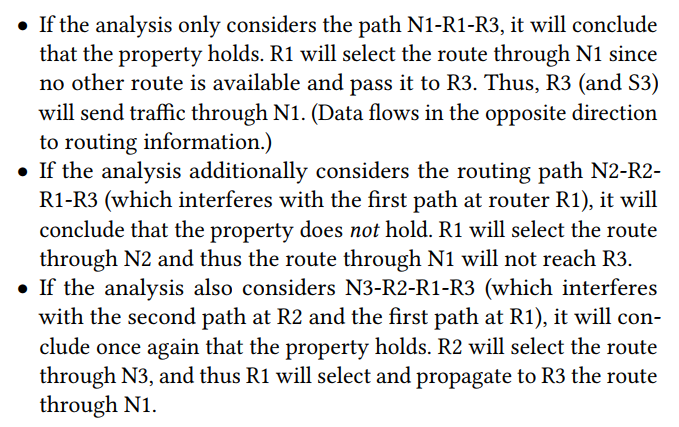 • If the analysis only considers the path N1-R1-R3, it will conclude
that the property holds. R1 will select the route through N1 since
no other route is available and pass it to R3. Thus, R3 (and S3)
will send traffic through N1. (Data flows in the opposite direction
to routing information.)
• If the analysis additionally considers the routing path N2-R2-
R1-R3 (which interferes with the first path at router R1), it will
conclude that the property does not hold. R1 will select the route
through N2 and thus the route through N1 will not reach R3.
• If the analysis also considers N3-R2-R1-R3 (which interferes
with the second path at R2 and the first path at R1), it will con-
clude once again that the property holds. R2 will select the route
through N3, and thus R1 will select and propagate to R3 the route
through N1.